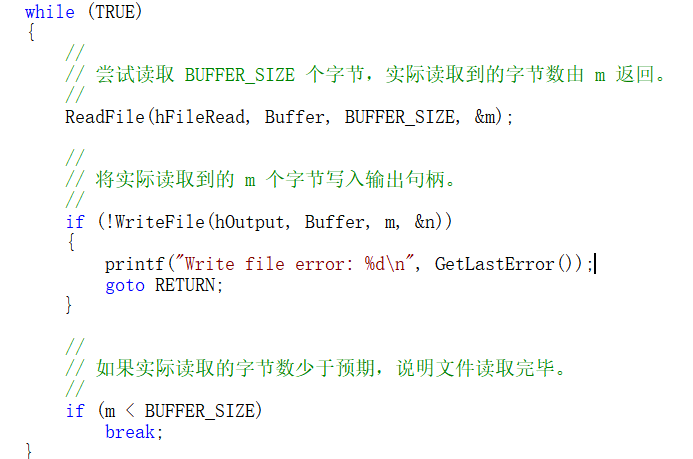 while (TRUE)
{
    //
    // 尝试读取 BUFFER_SIZE 个字节，实际读取到的字节数由 m 返回。
    //
    ReadFile(hFileRead, Buffer, BUFFER_SIZE, &m);

    //
    // 将实际读取到的 m 个字节写入输出句柄。
    //
    if (!WriteFile(hOutput, Buffer, m, &n))
    {
        printf("Write file error: %d\n", GetLastError());
        goto RETURN;
    }

    //
    // 如果实际读取的字节数少于预期，说明文件读取完毕。
    //
    if (m < BUFFER_SIZE)
        break;
}